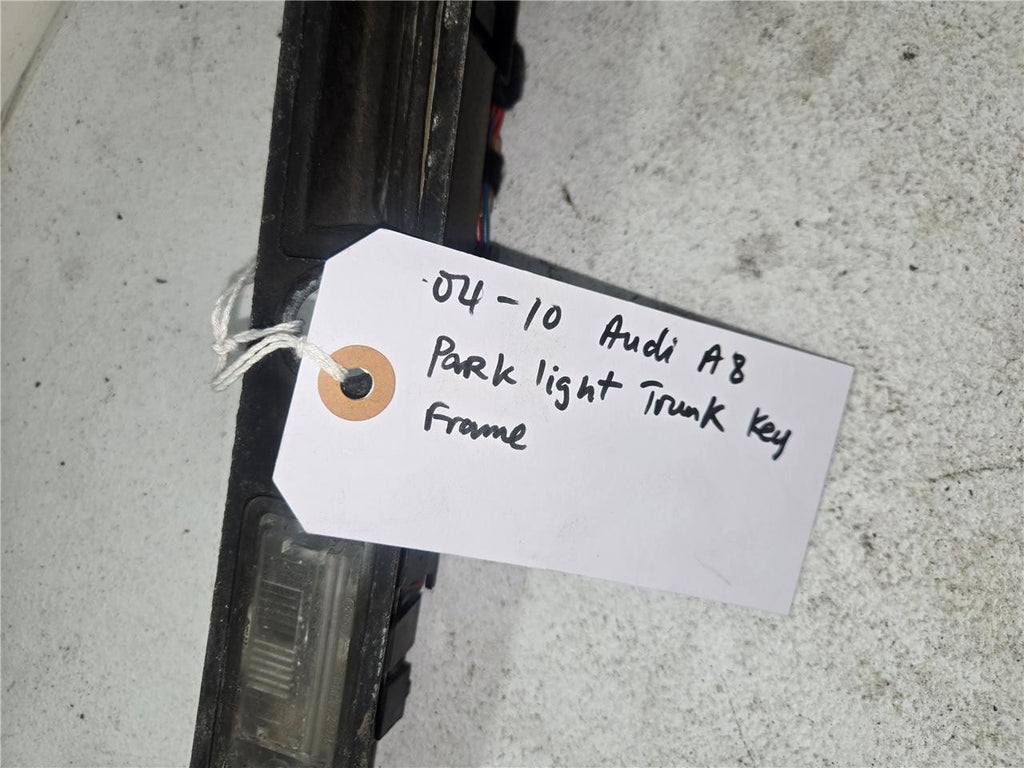 04-10 Audi A8
Park light Trunk Key
Frame